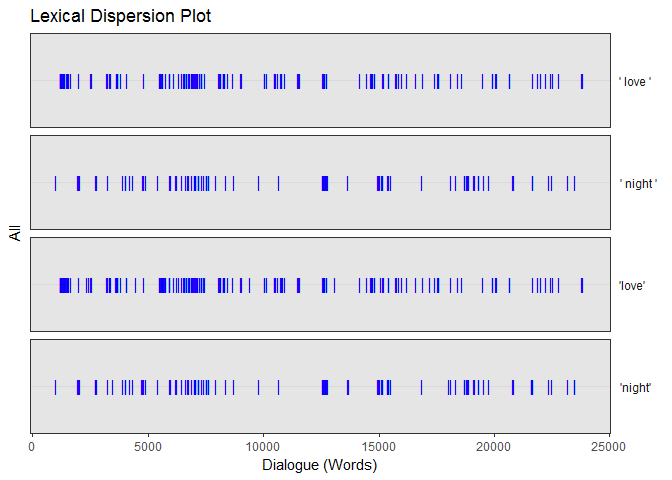 Lexical Dispersion Plot
' love '
' night '
All
'love'
'night'
0 5000 10000 15000 20000 25000
Dialogue (Words)